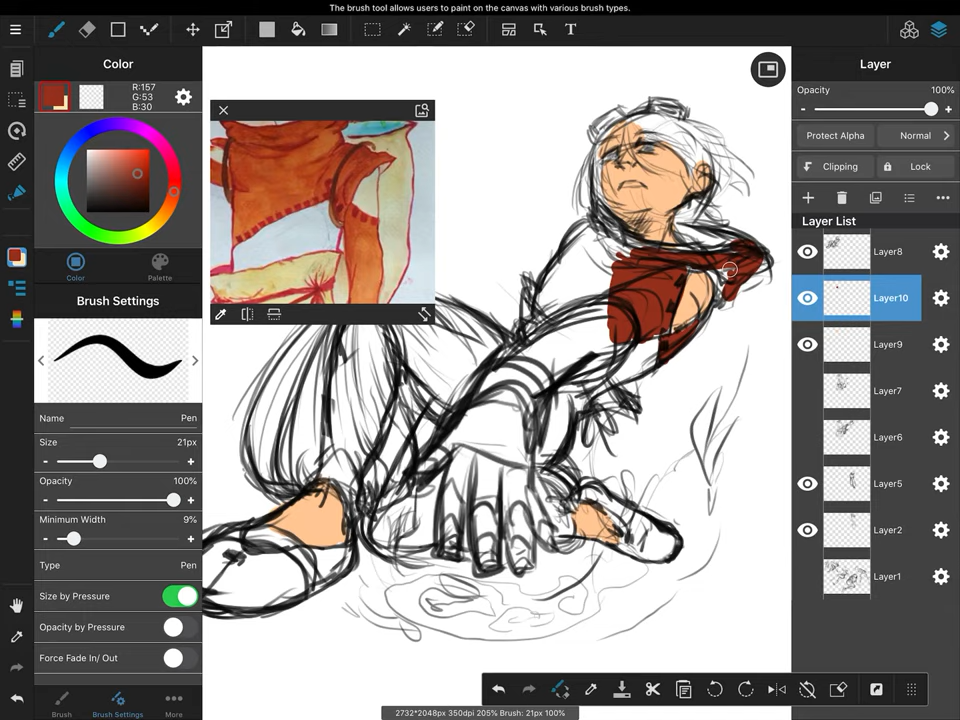 The brush tool allows users to paint on the canvas with various brush types.
T
Color
R:157
G:53
B:30
Color
Palette
Brush Settings
Name
Pen
Size
21px
-
+
Opacity
100%
-
+
Minimum Width
9%
-
+
Type
Pen
Size by Pressure
Opacity by Pressure
Force Fade In/ Out
Brush
Brush Settings
More
Layer
Opacity
100%
-
+
Protect Alpha
Normal
Clipping
Lock
Layer List
Layer8
Layer10
Layer9
Layer7
Layer6
Layer5
Layer2
Layer1
2732*2048px 350dpi 205% Brush: 21px 100%